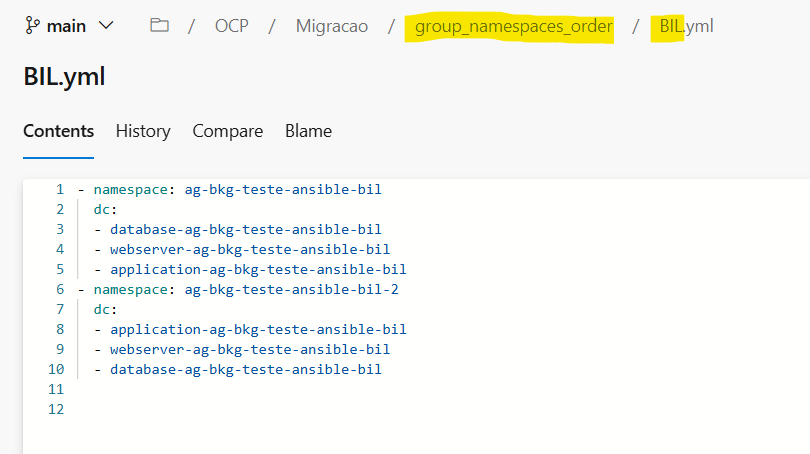 main / OCP / Migracao / group_namespaces_order / BIL.yml
BIL.yml
Contents History Compare Blame
1 - namespace: ag-bkg-teste-ansible-bil
2 dc:
3 - database-ag-bkg-teste-ansible-bil
4 - webserver-ag-bkg-teste-ansible-bil
5 - application-ag-bkg-teste-ansible-bil
6 - namespace: ag-bkg-teste-ansible-bil-2
7 dc:
8 - application-ag-bkg-teste-ansible-bil
9 - webserver-ag-bkg-teste-ansible-bil
10 - database-ag-bkg-teste-ansible-bil
11
12